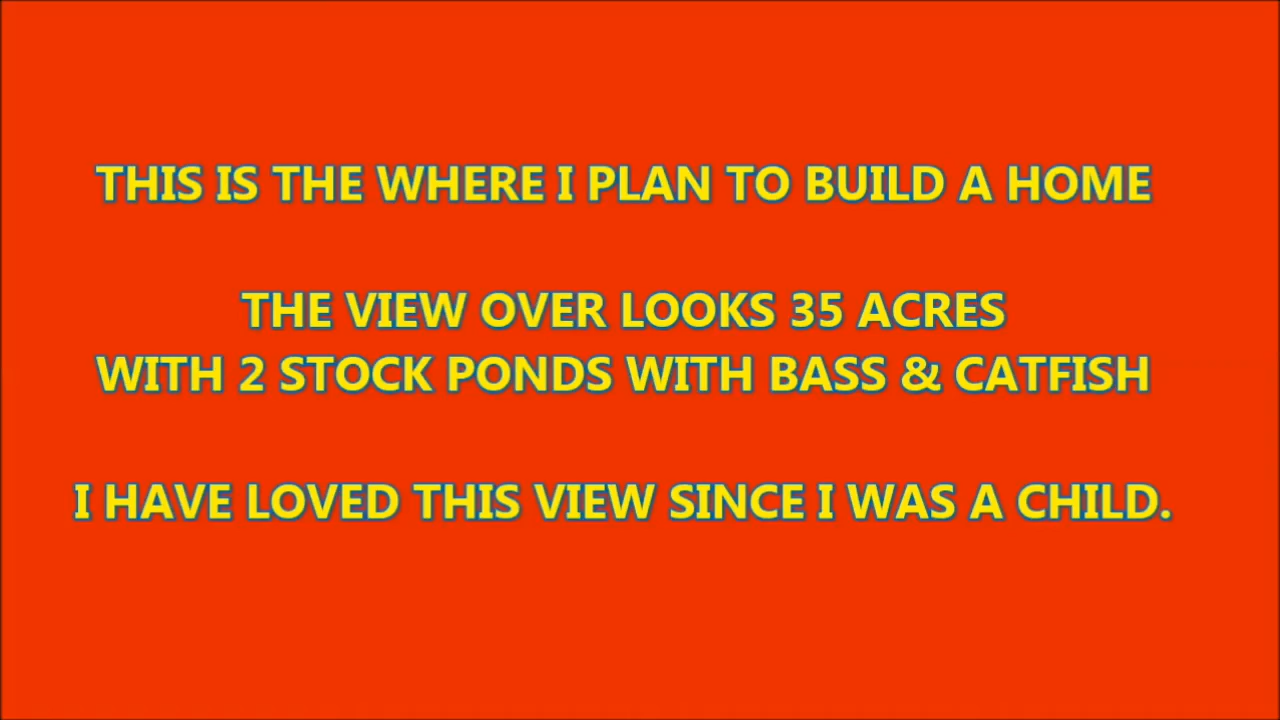 THIS IS THE WHERE I PLAN TO BUILD A HOME
THE VIEW OVER LOOKS 35 ACRES
WITH 2 STOCK PONDS WITH BASS & CATFISH
I HAVE LOVED THIS VIEW SINCE I WAS A CHILD.